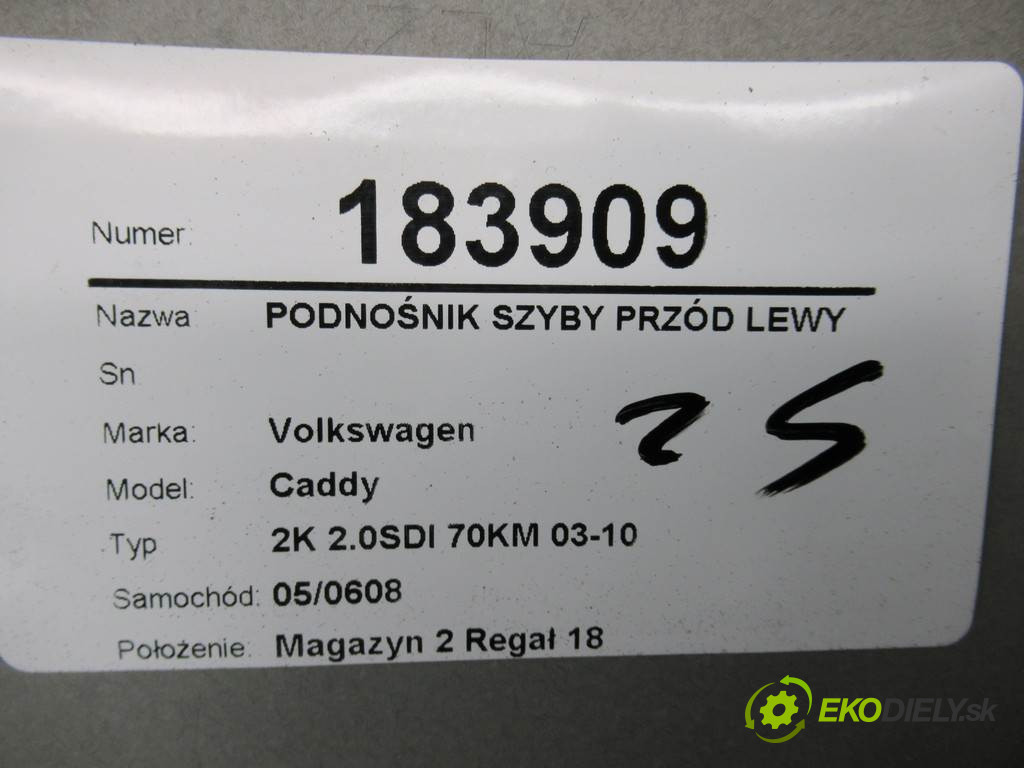 Numer: 183909
Nazwa PODNOŚNIK SZYBY PRZÓD LEWY
Sn
Marka: Volkswagen
25
Model: Caddy
Typ 2K 2.0SDI 70KM 03-10
Samochód: 05/0608
Położenie: Magazyn 2 Regał 18
EKODIELY.sk